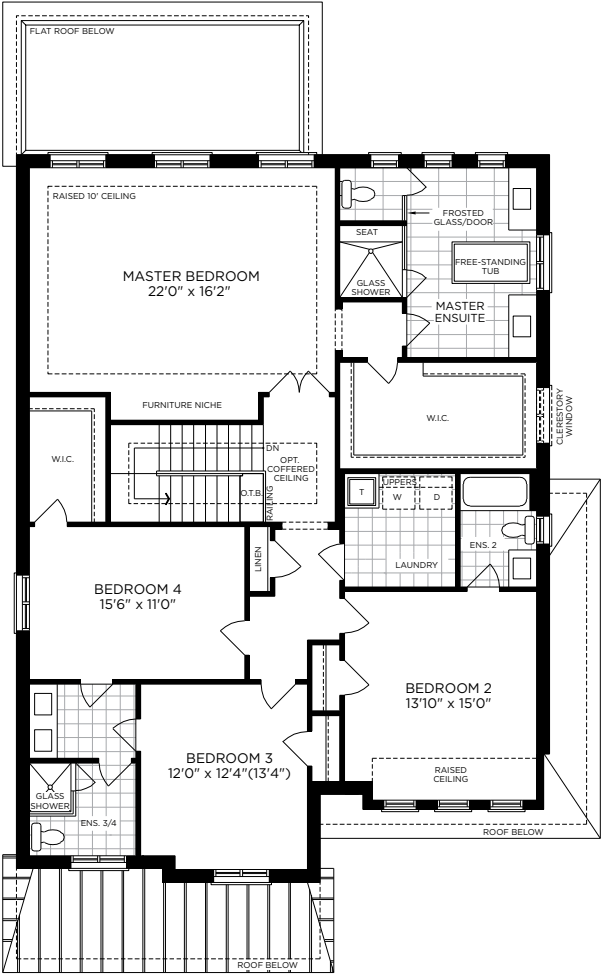 FLAT ROOF BELOW
RAISED 10' CEILING
MASTER BEDROOM
22'0" x 16'2"
FROSTED
GLASS/DOOR
SEAT
GLASS
SHOWER
FREE-STANDING
TUB
MASTER
ENSUITE
FURNITURE NICHE
W.I.C.
CLERESTORY
WINDOW
W.I.C.
DN
OPT.
COFFERED
CEILING
O.T.B.
RAILING
T
UPPERS
W
D
LAUNDRY
ENS. 2
LINEN
BEDROOM 4
15'6" x 11'0"
BEDROOM 2
13'10" x 15'0"
BEDROOM 3
12'0" x 12'4"(13'4")
RAISED
CEILING
GLASS
SHOWER
ENS. 3/4
ROOF BELOW
ROOF BELOW